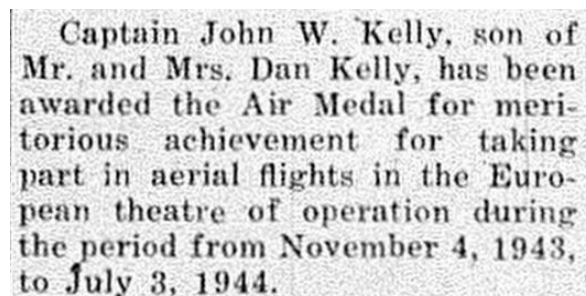 Captain John W. Kelly, son of
Mr. and Mrs. Dan Kelly, has been
awarded the Air Medal for meri-
torious achievement for taking
part in aerial flights in the Euro-
pean theatre of operation during
the period from November 4, 1943,
to July 3, 1944.